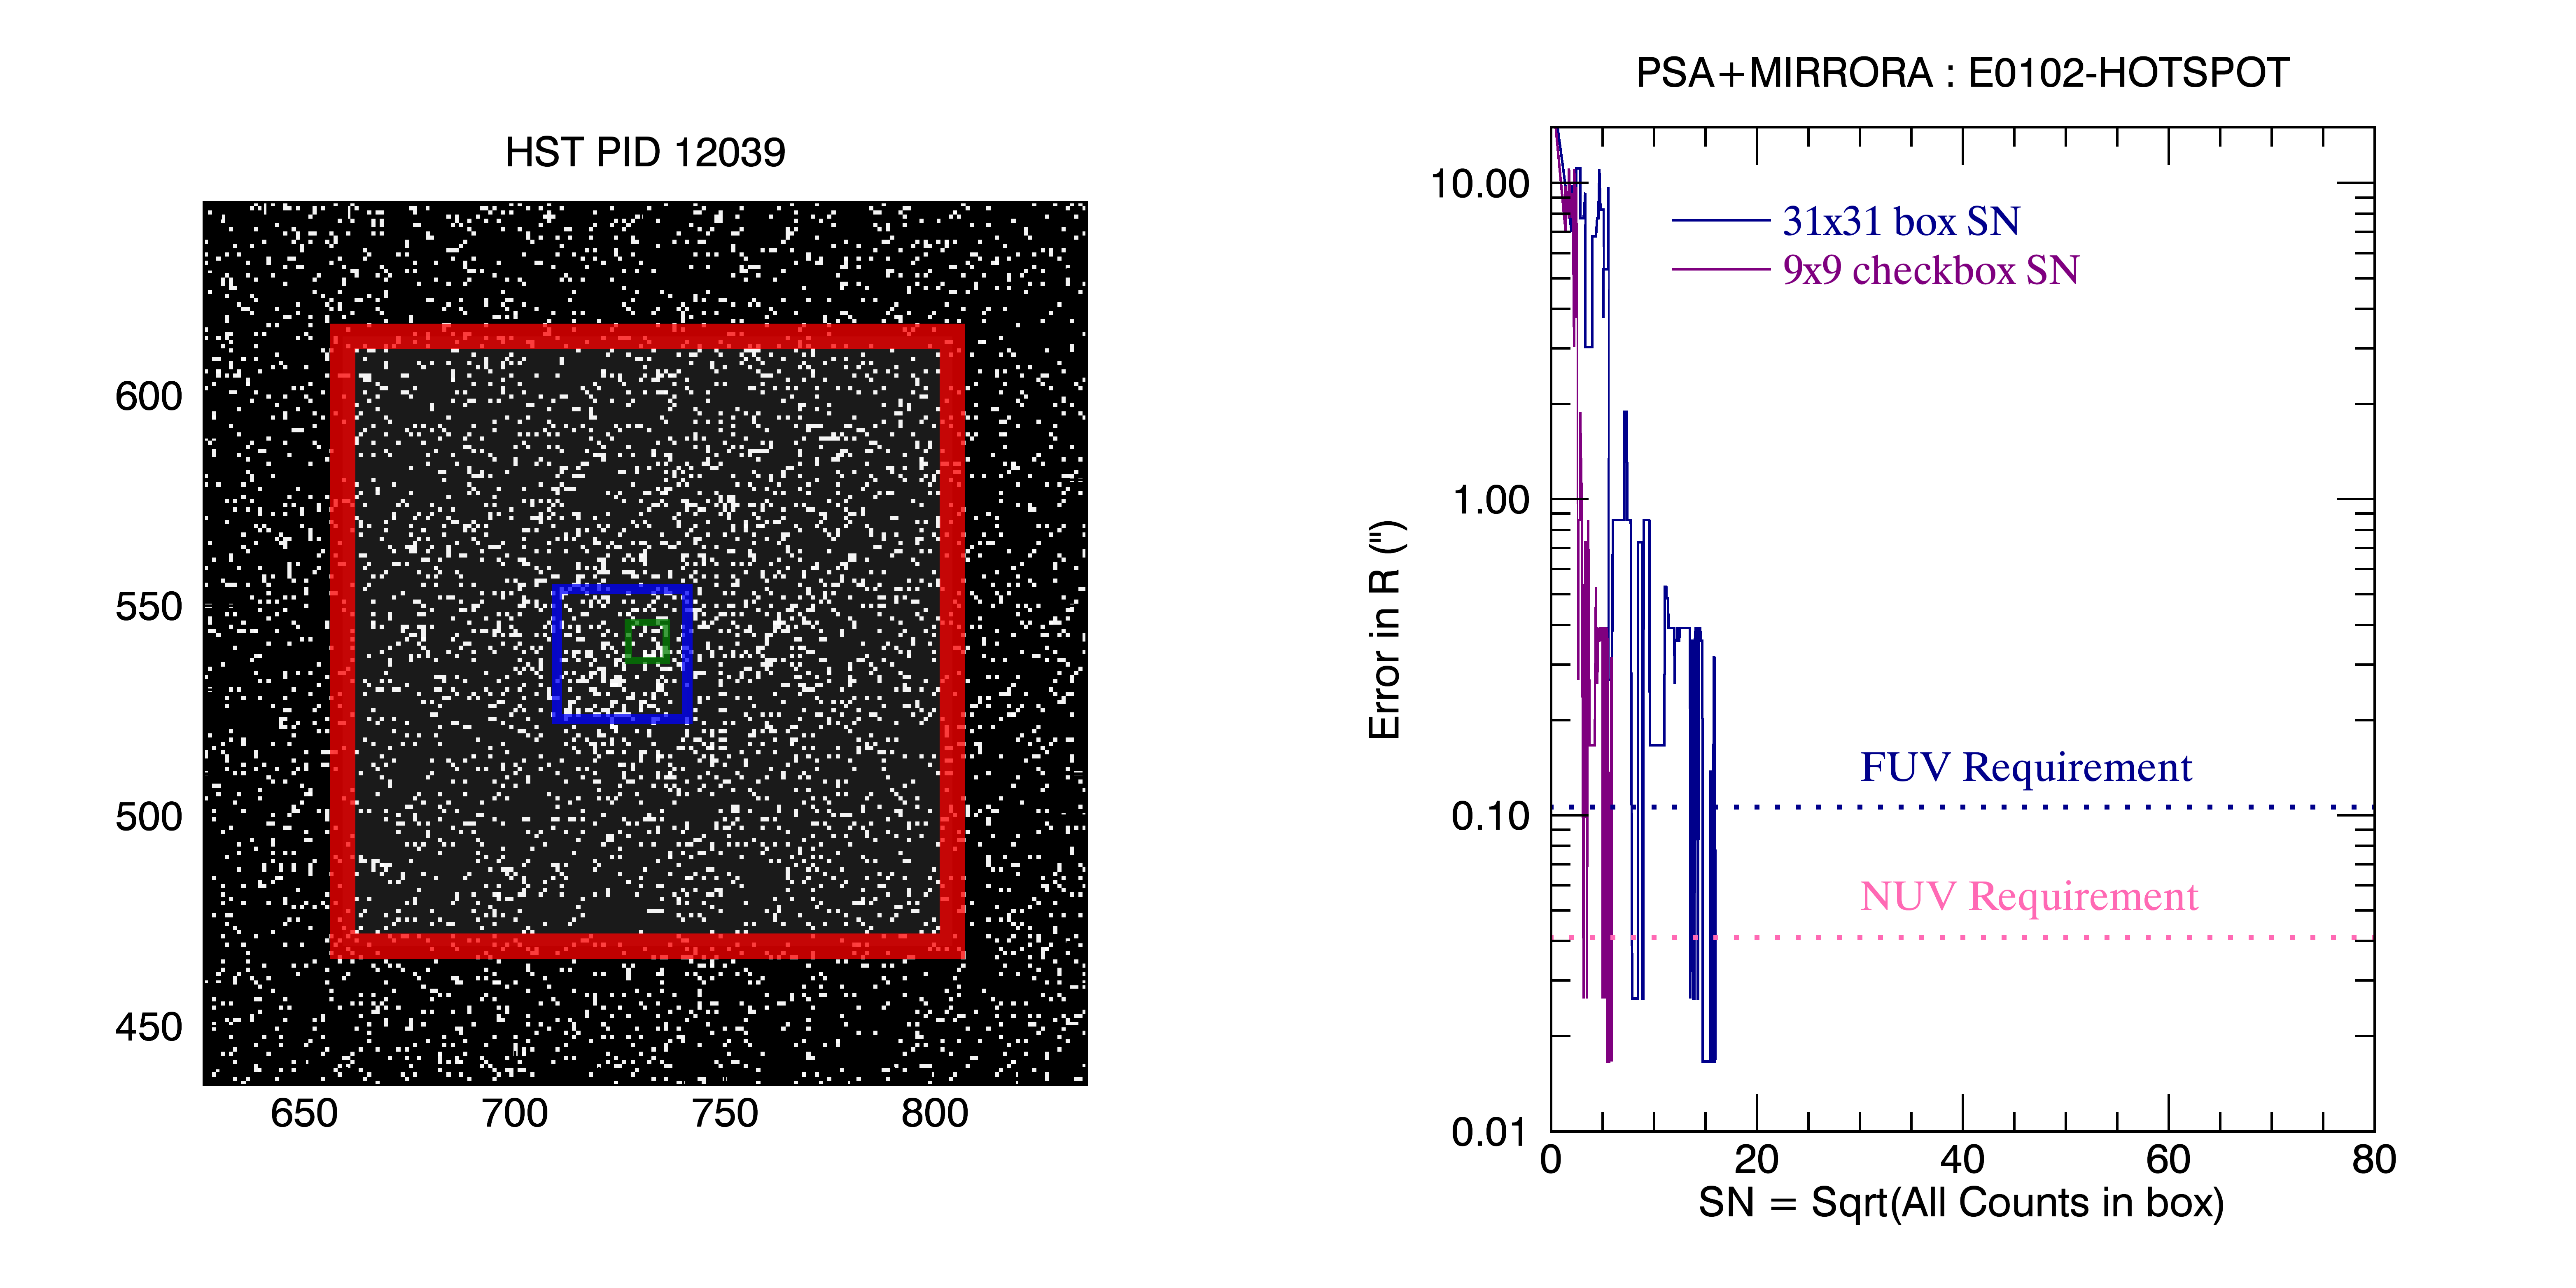 HST PID 12039
600
550
500
450
650 700 750 800
PSA+MIRRORA : E0102-HOTSPOT
10.00
1.00
0.10
0.01
Error in R (")
31x31 box SN
9x9 checkbox SN
FUV Requirement
NUV Requirement
0 20 40 60 80
SN = Sqrt(All Counts in box)